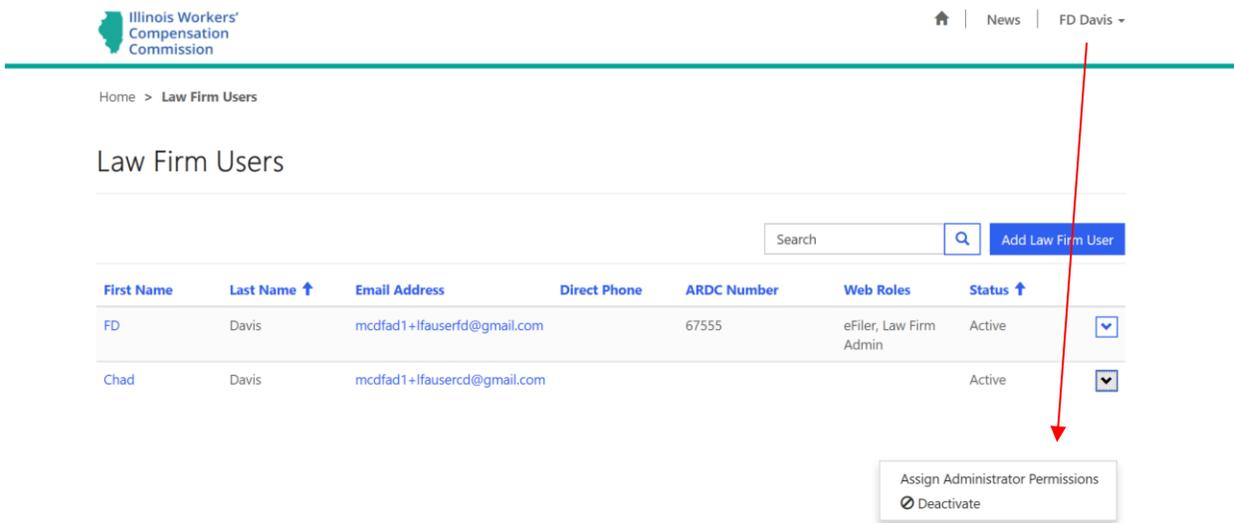 Illinois Workers'
Compensation
Commission
News FD Davis
Home > Law Firm Users
Law Firm Users
Search Add Law Firm User
First Name Last Name Email Address Direct Phone ARDC Number Web Roles Status
FD Davis mcdfad1+lfauserfd@gmail.com 67555 eFiler, Law Firm Active
Admin
Chad Davis mcdfad1+lfausercd@gmail.com Active
Assign Administrator Permissions
Deactivate